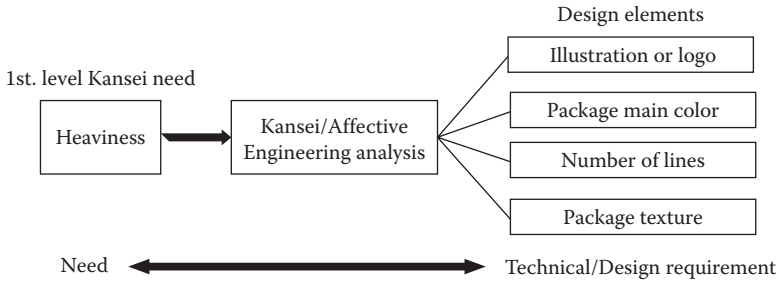 Design elements
Illustration or logo
1st. level Kansei need
Package main color
Heaviness
Kansei/Affective
Engineering analysis
Number of lines
Package texture
Need
Technical/Design requirement